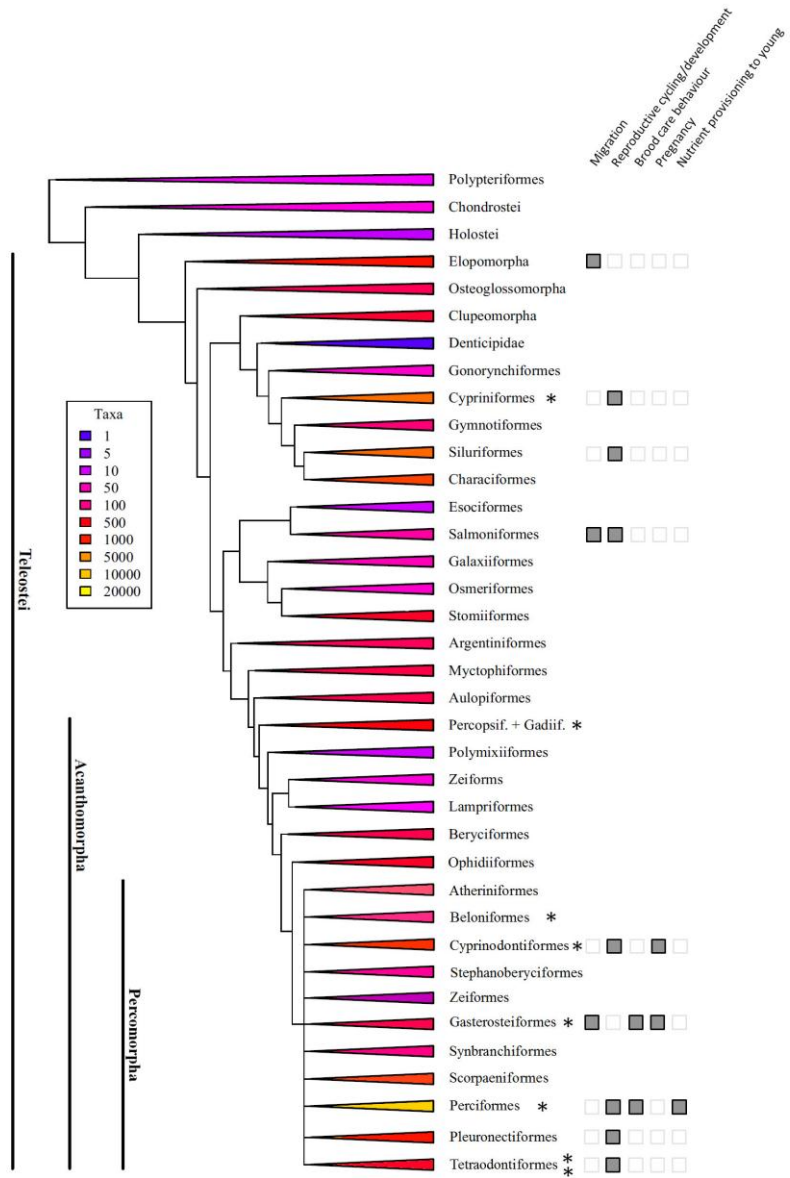 Migration
Reproductive cycling/development
Brood care behaviour
Pregnancy
Nutrient provisioning to young
Polypteriformes
Chondrostei
Holostei
Elopomorpha
Osteoglossomorpha
Clupeomorpha
Denticipidae
Gonorynchiformes
Cypriniformes *
Gymnotiformes
Siluriformes
Characiformes
Esociformes
Salmoniformes
Galaxiiformes
Osmeriformes
Stomiiformes
Argentiniformes
Myctophiformes
Aulopiformes
Percopsif. + Gadiif. *
Polymixiiformes
Zeiforms
Lampriformes
Beryciformes
Ophidiiformes
Atheriniformes
Beloniformes *
Cyprinodontiformes *
Stephanoberyciformes
Zeiformes
Gasterosteiformes *
Synbranchiformes
Scorpaeniformes
Perciformes *
Pleuronectiformes
Tetraodontiformes * *
Taxa
1
5
10
50
100
500
1000
5000
10000
20000
Teleostei
Acanthomorpha
Percomorpha